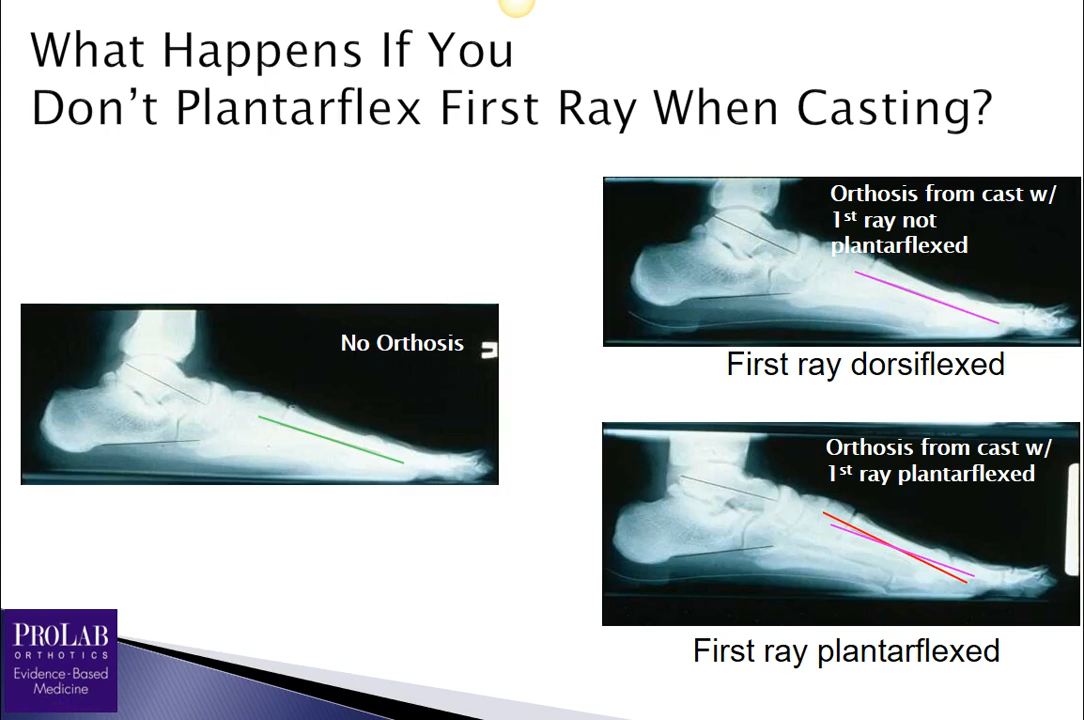 What Happens If You
Don’t Plantarflex First Ray When Casting?
No Orthosis
Orthosis from cast w/
1st ray not
plantarflexed
First ray dorsiflexed
Orthosis from cast w/
1st ray plantarflexed
First ray plantarflexed
PROLAB
ORTHOTICS
Evidence-Based
Medicine